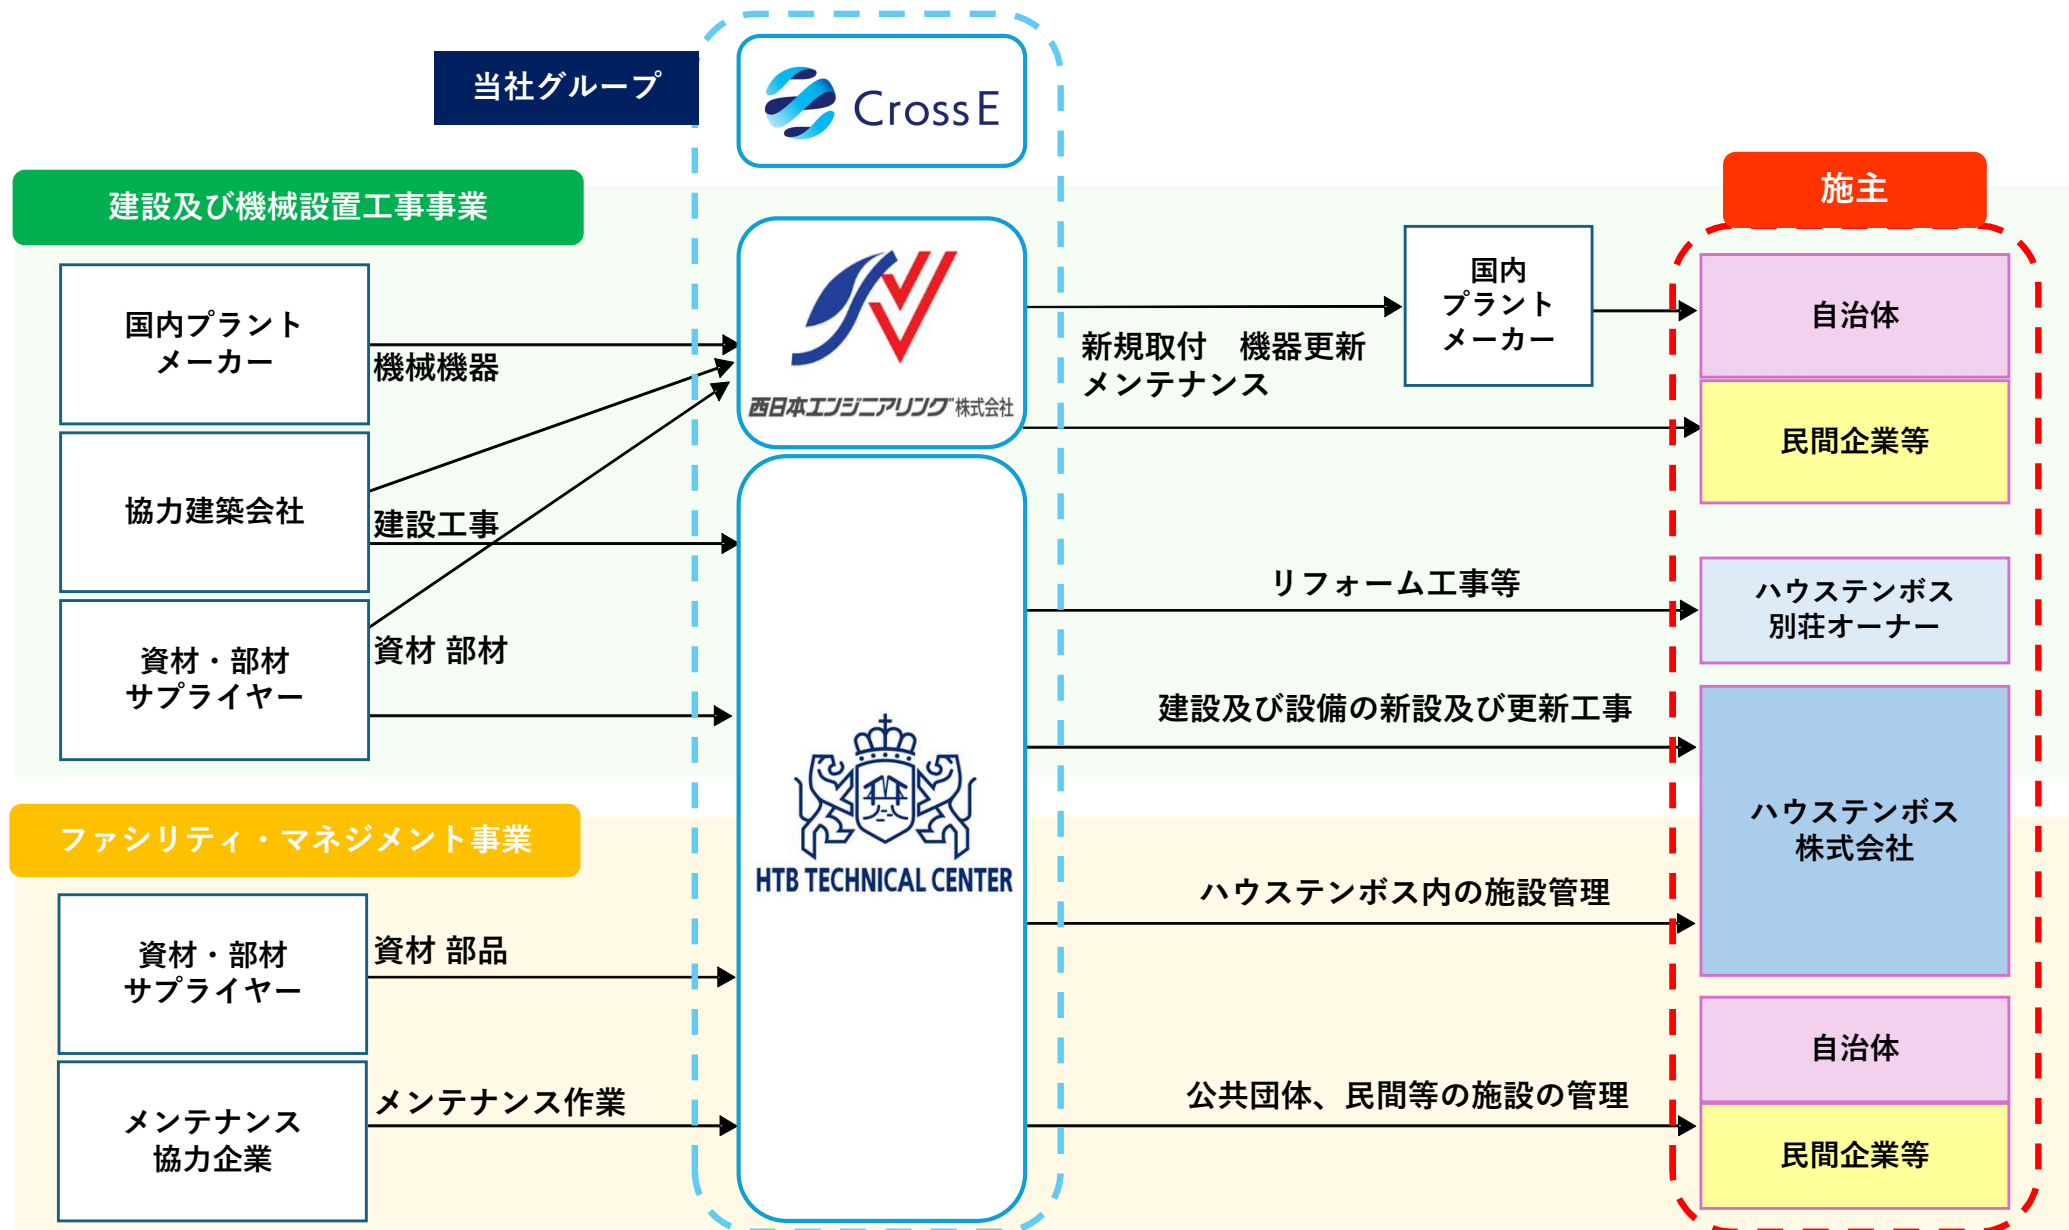 当社グループ
CrossE
建設及び機械設置工事事業
施主
国内プラント
メーカー
機械機器
西日本エンジニアリング株式会社
新規取付　機器更新
メンテナンス
国内
プラント
メーカー
自治体
民間企業等
協力建築会社
建設工事
資材・部材
サプライヤー
資材 部材
リフォーム工事等
ハウステンボス
別荘オーナー
建設及び設備の新設及び更新工事
ハウステンボス
株式会社
HTB TECHNICAL CENTER
ファシリティ・マネジメント事業
資材・部材
サプライヤー
資材 部品
ハウステンボス内の施設管理
メンテナンス
協力企業
メンテナンス作業
公共団体、民間等の施設の管理
自治体
民間企業等